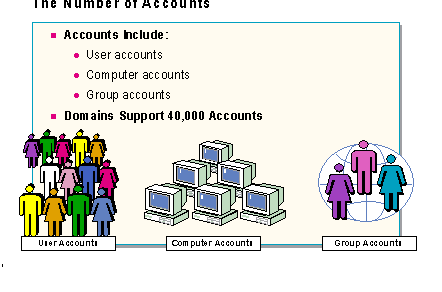 The Number of Accounts
Accounts Include:
User accounts
Computer accounts
Group accounts
Domains Support 40,000 Accounts
User Accounts
Computer Accounts
Group Accounts